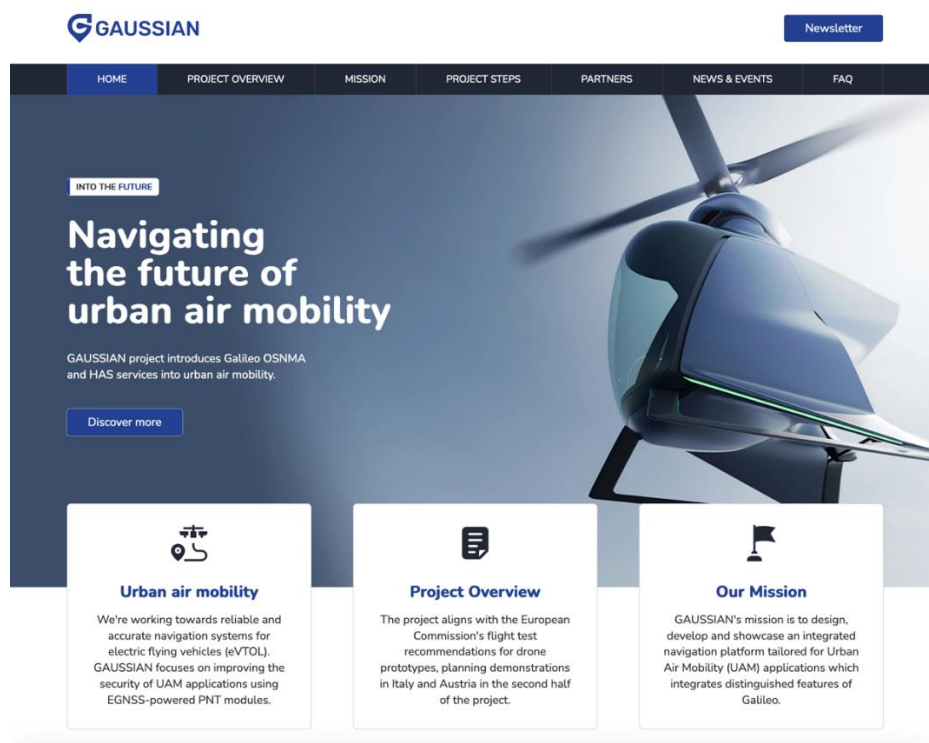 GAUSSIAN
Newsletter
HOME
PROJECT OVERVIEW
MISSION
PROJECT STEPS
PARTNERS
NEWS & EVENTS
FAQ
INTO THE FUTURE
Navigating
the future of
urban air mobility
GAUSSIAN project introduces Galileo OSNMA
and HAS services into urban air mobility.
Discover more
Urban air mobility
We're working towards reliable and
accurate navigation systems for
electric flying vehicles (eVTOL).
GAUSSIAN focuses on improving the
security of UAM applications using
EGNSS-powered PNT modules.
Project Overview
The project aligns with the European
Commission's flight test
recommendations for drone
prototypes, planning demonstrations
in Italy and Austria in the second half
of the project.
Our Mission
GAUSSIAN's mission is to design,
develop and showcase an integrated
navigation platform tailored for Urban
Air Mobility (UAM) applications which
integrates distinguished features of
Galileo.